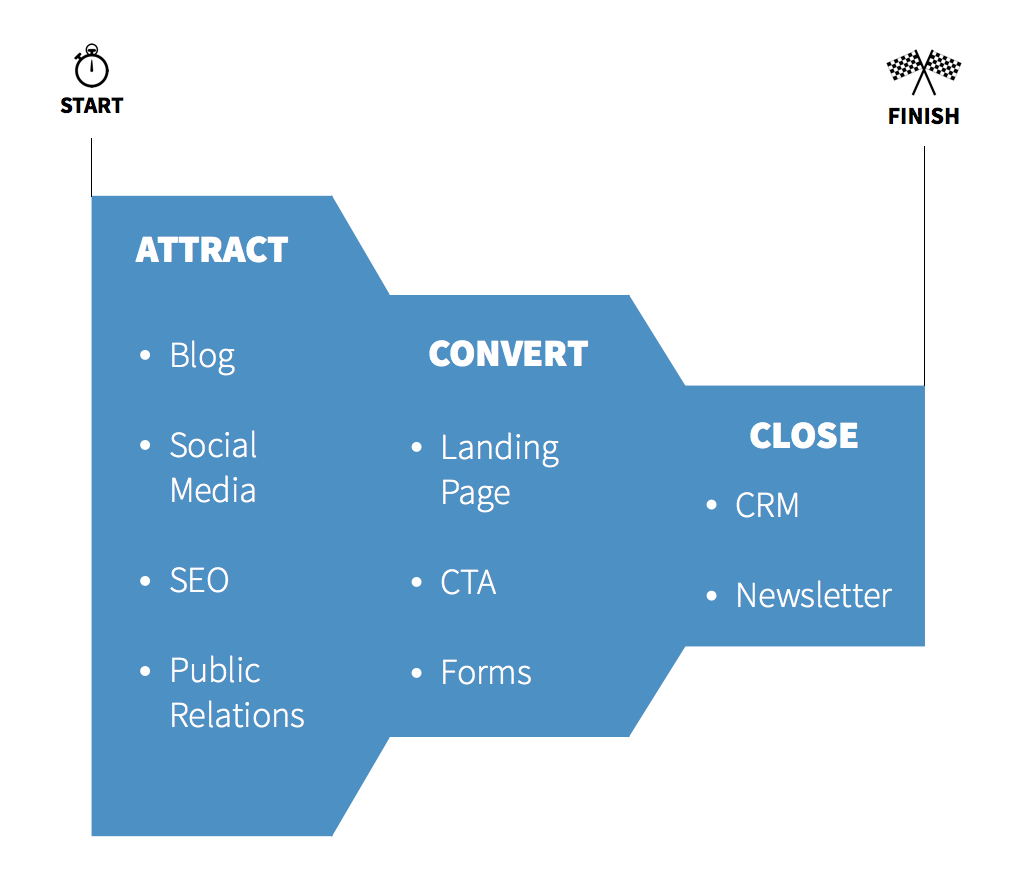 START
FINISH
ATTRACT
• Blog
• Social
Media
• SEO
• Public
Relations
CONVERT
• Landing
Page
• CTA
• Forms
CLOSE
• CRM
• Newsletter